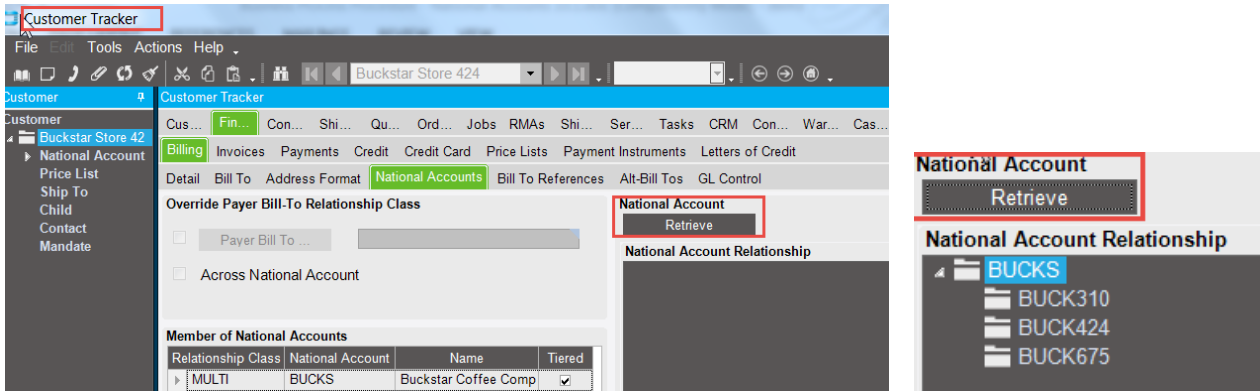 Customer Tracker
File Edit Tools Actions Help
Buckstar Store 424
Customer
Customer
Buckstar Store 42
National Account
Price List
Ship To
Child
Contact
Mandate
Customer Tracker
Cus... Fin... Con... Shi... Qu... Ord... Jobs RMAs Shi... Ser... Tasks CRM Con... War... Cas...
Billing Invoices Payments Credit Credit Card Price Lists Payment Instruments Letters of Credit
Detail Bill To Address Format National Accounts Bill To References Alt-Bill Tos GL Control
Override Payer Bill-To Relationship Class
Payer Bill To ...
Across National Account
Member of National Accounts
Relationship Class National Account Name Tiered
MULTI BUCKS Buckstar Coffee Comp
National Account
Retrieve
National Account Relationship
National Account
Retrieve
National Account Relationship
BUCKS
BUCK310
BUCK424
BUCK675